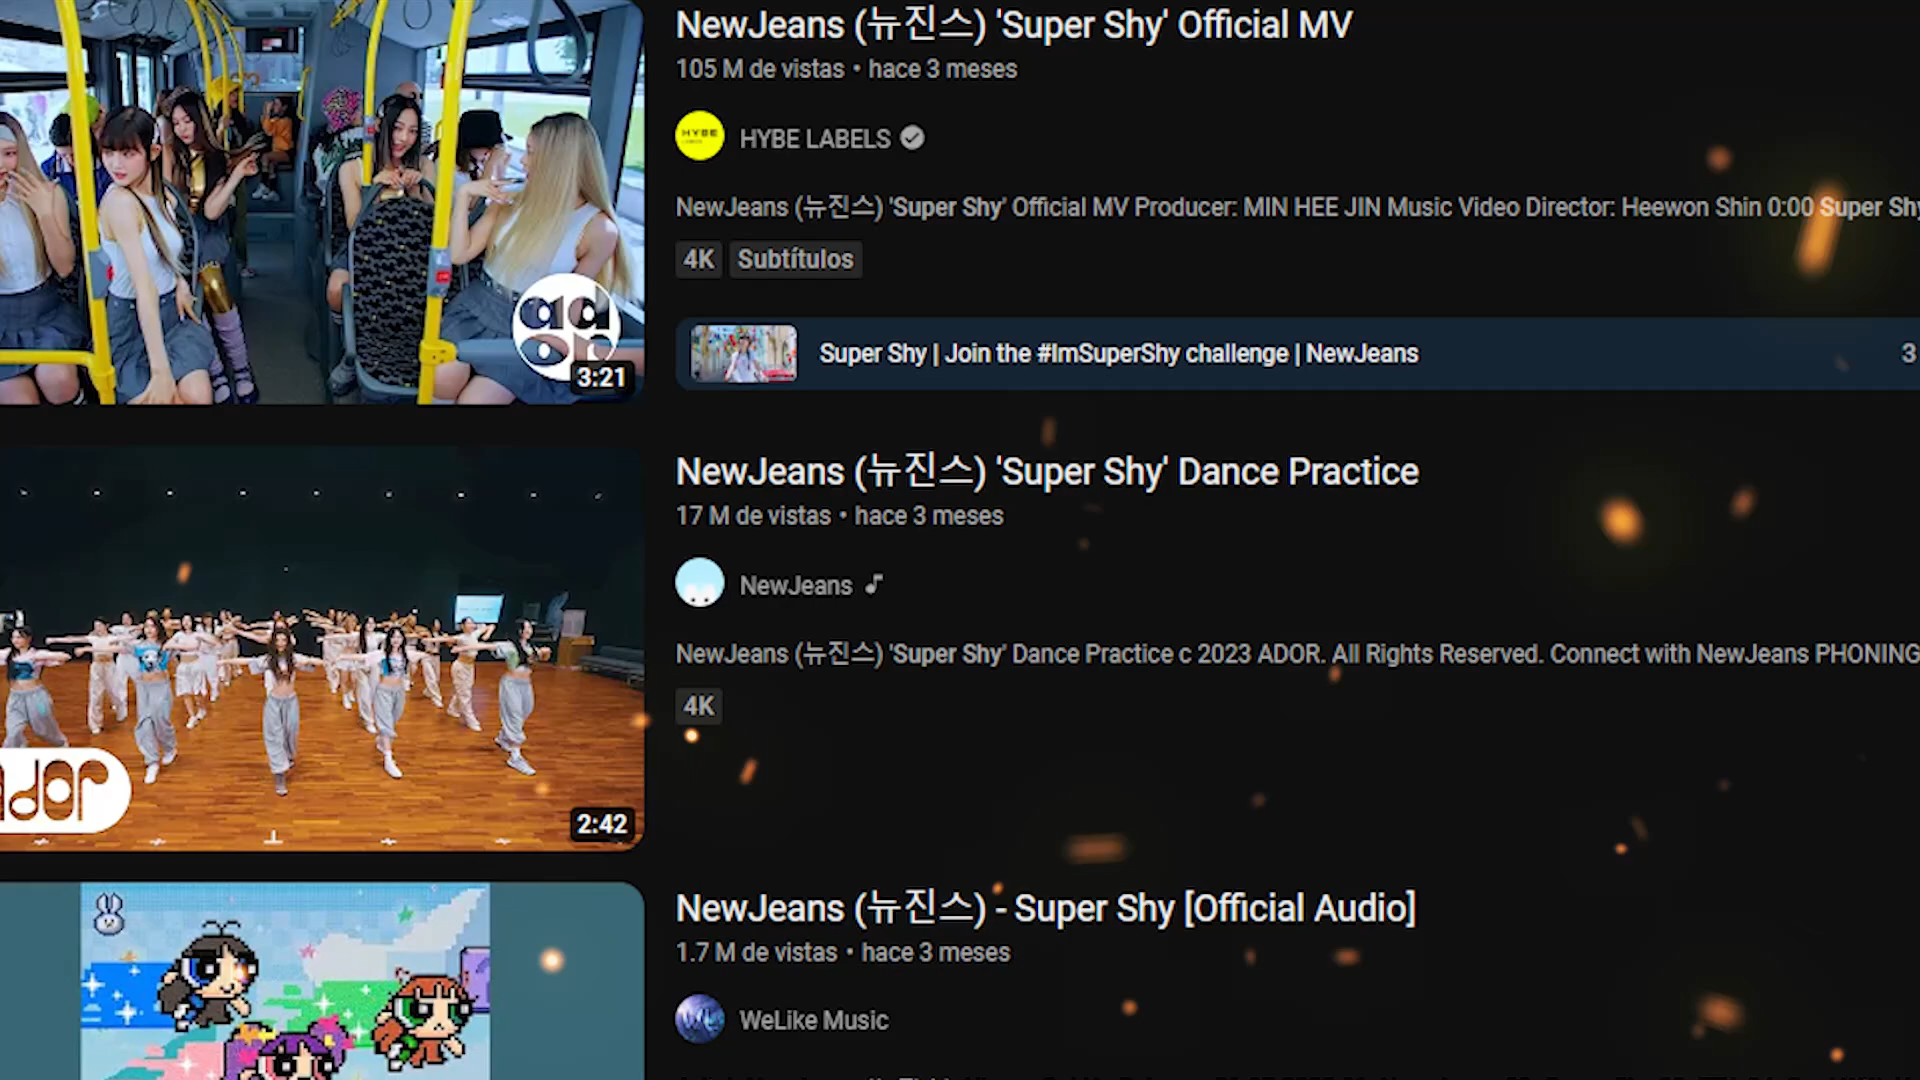 NewJeans (뉴진스) 'Super Shy' Official MV
105 M de vistas • hace 3 meses
HYBE
HYBE LABELS
NewJeans (뉴진스) 'Super Shy' Official MV Producer: MIN HEE JIN Music Video Director: Heewon Shin 0:00 Super Shy
4K Subtítulos
ador
3:21
Super Shy | Join the #ImSuperShy challenge | NewJeans 3
NewJeans (뉴진스) 'Super Shy' Dance Practice
17 M de vistas • hace 3 meses
NewJeans
NewJeans (뉴진스) 'Super Shy' Dance Practice c 2023 ADOR. All Rights Reserved. Connect with NewJeans PHONING
4K
ador
2:42
NewJeans (뉴진스) - Super Shy [Official Audio]
1.7 M de vistas • hace 3 meses
WeLike Music